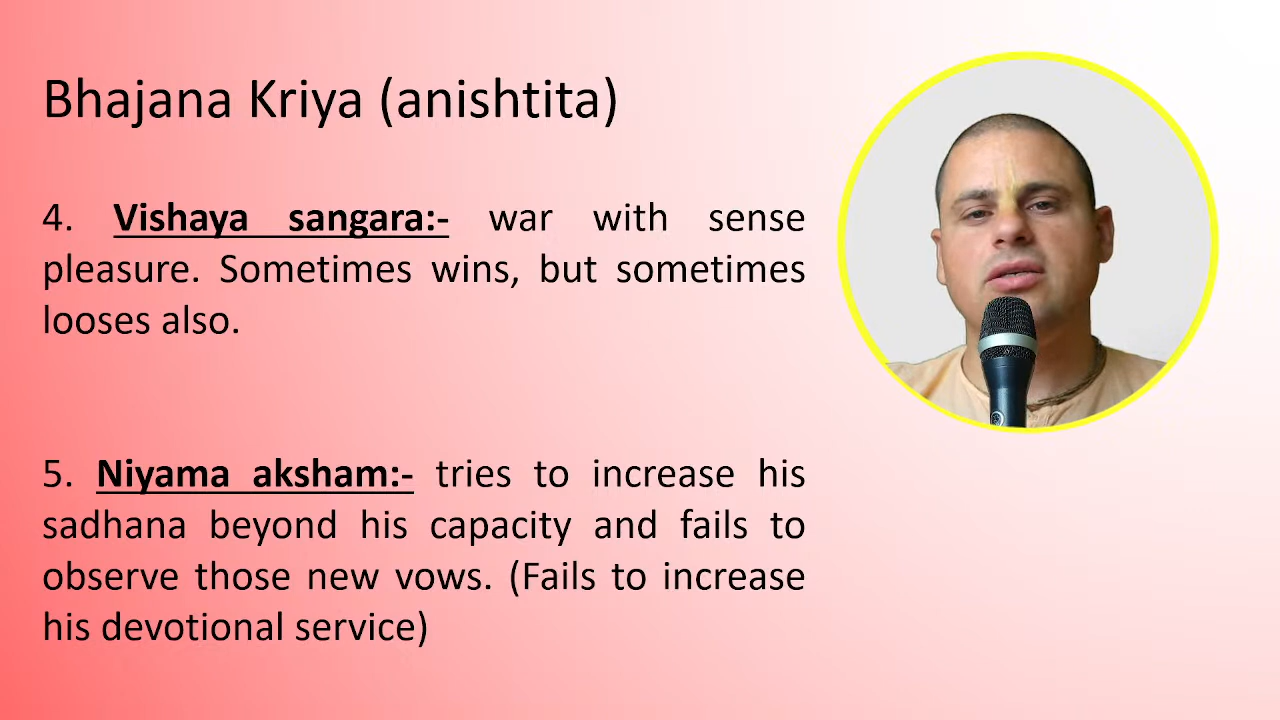 Bhajana Kriya (anishtita)
4. Vishaya sangara:- war with sense
pleasure. Sometimes wins, but sometimes
looses also.
5. Niyama aksham:- tries to increase his
sadhana beyond his capacity and fails to
observe those new vows. (Fails to increase
his devotional service)